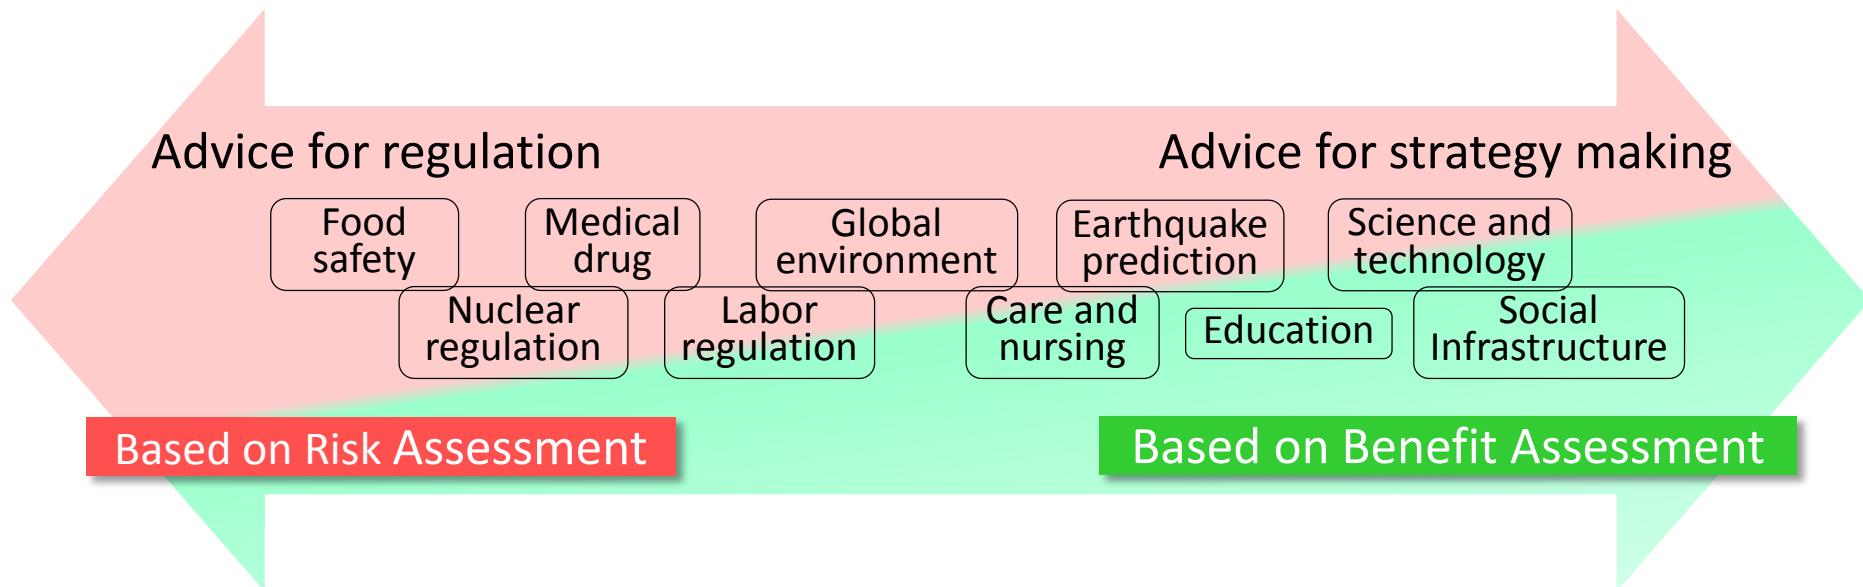 Advice for regulation
Advice for strategy making
Food
safety
Medical
drug
Global
environment
Earthquake
prediction
Science and
technology
Nuclear
regulation
Labor
regulation
Care and
nursing
Education
Social
Infrastructure
Based on Risk Assessment
Based on Benefit Assessment